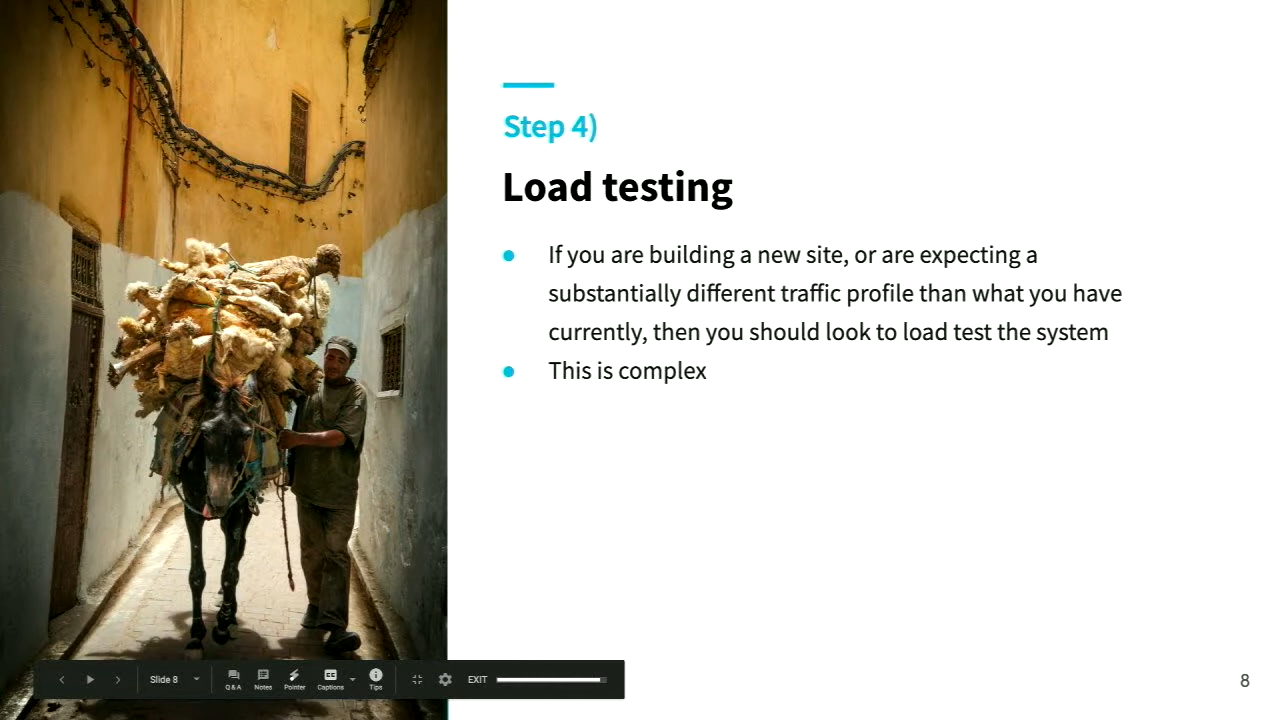 Step 4)
Load testing
● If you are building a new site, or are expecting a
substantially different traffic profile than what you have
currently, then you should look to load test the system
● This is complex
Slide 8
Q & A
Notes
Pointer
CC
Captions
Tips
EXIT
8